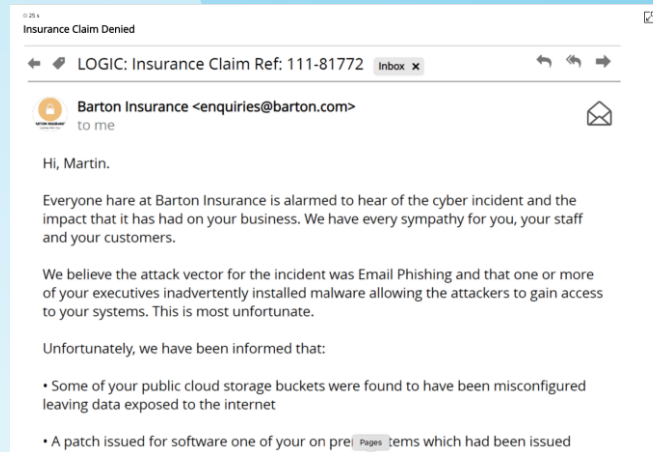 25 s
Insurance Claim Denied
LOGIC: Insurance Claim Ref: 111-81772 Inbox x
Barton Insurance <enquiries@barton.com>
to me
Hi, Martin.
Everyone hare at Barton Insurance is alarmed to hear of the cyber incident and the
impact that it has had on your business. We have every sympathy for you, your staff
and your customers.
We believe the attack vector for the incident was Email Phishing and that one or more
of your executives inadvertently installed malware allowing the attackers to gain access
to your systems. This is most unfortunate.
Unfortunately, we have been informed that:
• Some of your public cloud storage buckets were found to have been misconfigured
leaving data exposed to the internet
• A patch issued for software one of your on Pages which had been issued